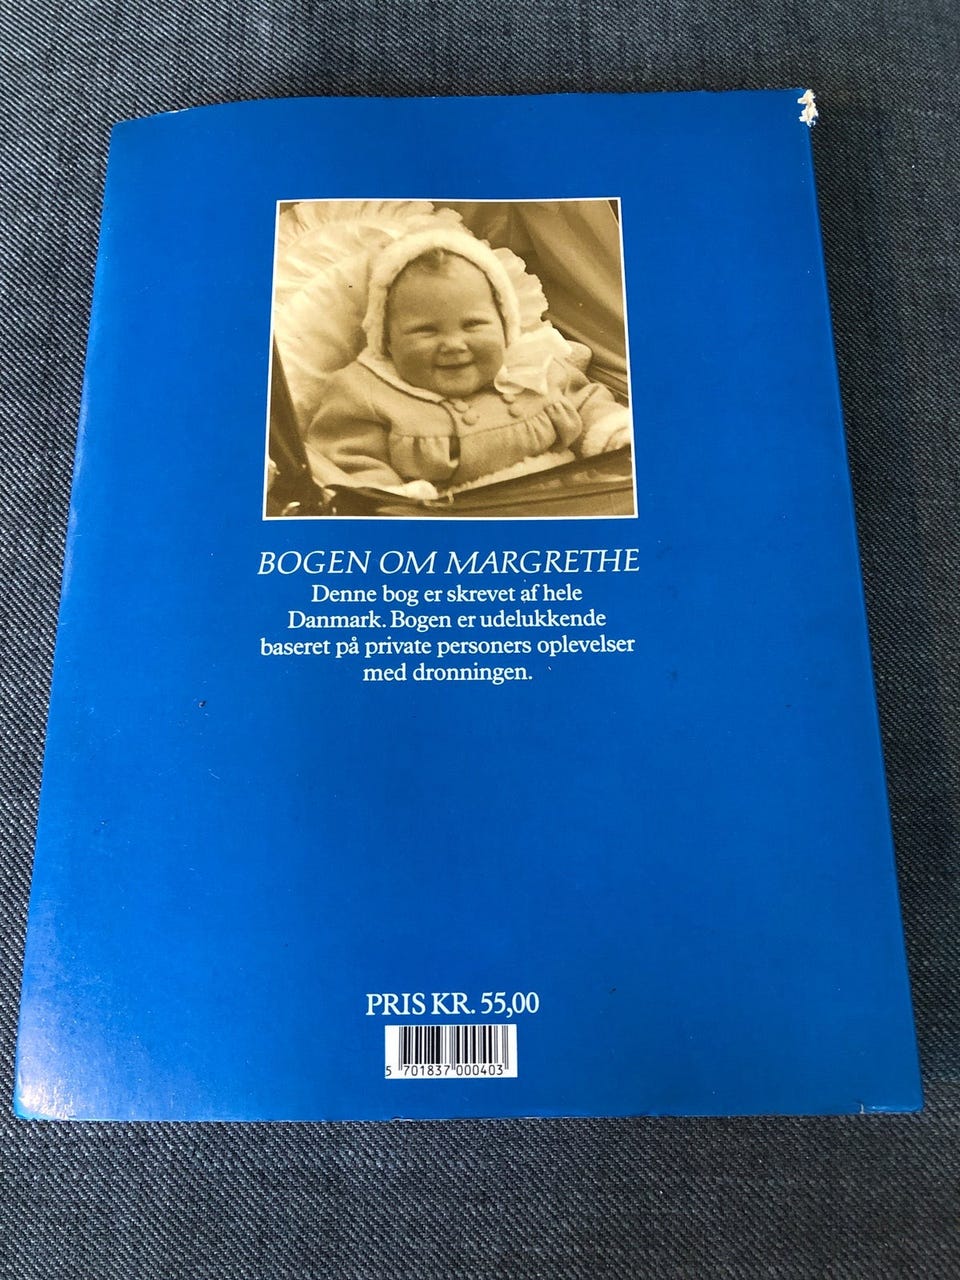 BOGEN OM MARGRETHE
Denne bog er skrevet af hele
Danmark. Bogen er udelukkende
baseret på private personers oplevelser
med dronningen.
PRIS KR. 55,00
5 701837 000403